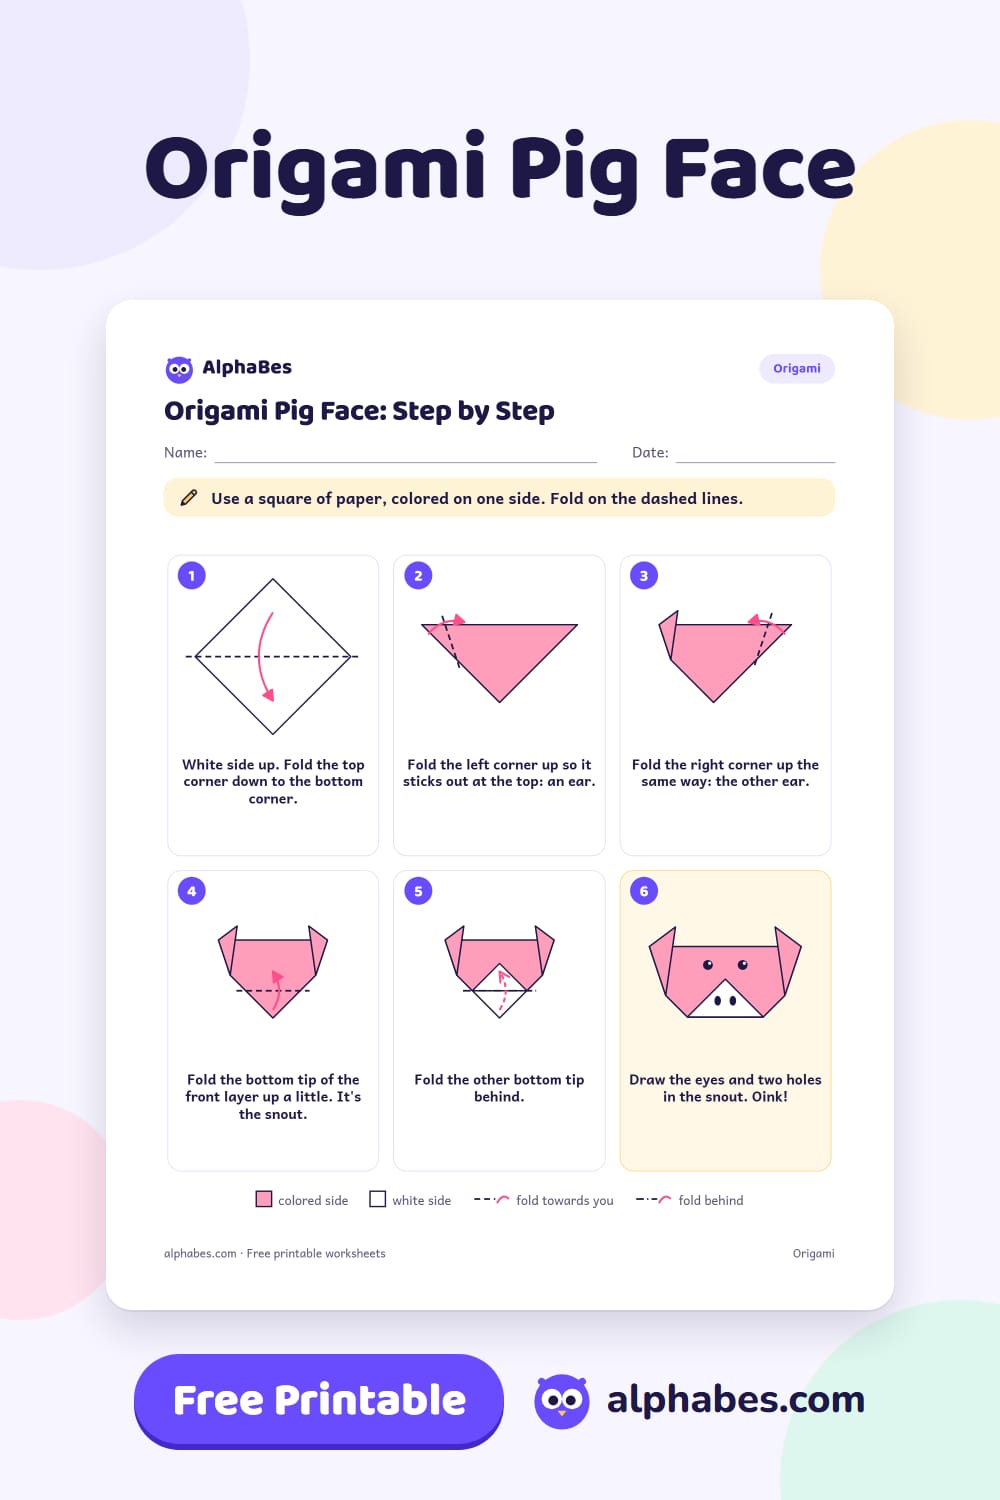 Origami Pig Face
AlphaBes
Origami
Origami Pig Face: Step by Step
Name:
Date:
Use a square of paper, colored on one side. Fold on the dashed lines.
1
White side up. Fold the top
corner down to the bottom
corner.
2
Fold the left corner up so it
sticks out at the top: an ear.
3
Fold the right corner up the
same way: the other ear.
4
Fold the bottom tip of the
front layer up a little. It's
the snout.
5
Fold the other bottom tip
behind.
6
Draw the eyes and two holes
in the snout. Oink!
colored side
white side
fold towards you
fold behind
alphabes.com · Free printable worksheets
Origami
Free Printable
alphabes.com